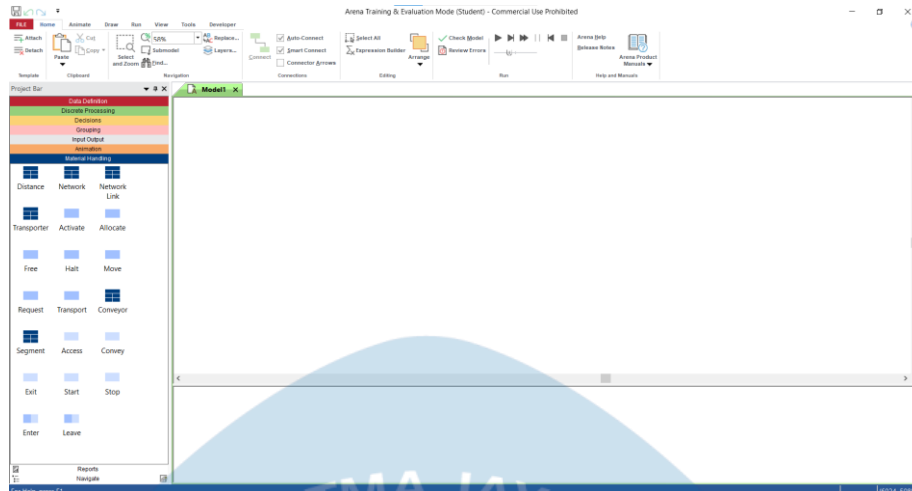 Arena Training & Evaluation Mode (Student) - Commercial Use Prohibited
FILE Home Animate Draw Run View Tools Developer
Attach
Detach
Template
Paste
Cut
Copy
Clipboard
Select and Zoom
58%
Submodel
Find...
Replace...
Layers...
Navigation
Connect
Auto-Connect
Smart Connect
Connector Arrows
Connections
Select All
Expression Builder
Arrange
Editing
Check Model
Review Errors
Run
Arena Help
Release Notes
Arena Product Manuals
Help and Manuals
Project Bar
Model1
Data Definition
Discrete Processing
Decisions
Grouping
Input Output
Animation
Material Handling
Distance Network Network Link
Transporter Activate Allocate
Free Halt Move
Request Transport Conveyor
Segment Access Convey
Exit Start Stop
Enter Leave
Reports
Navigate